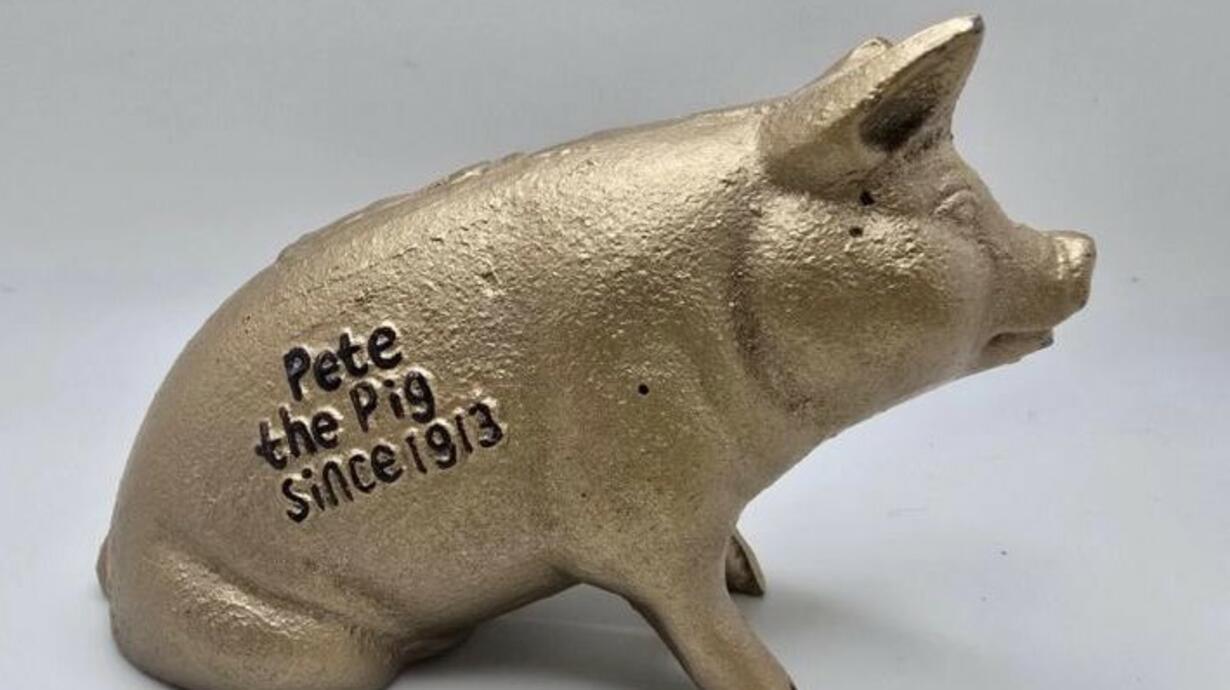 Pete
the Pig
since 1913